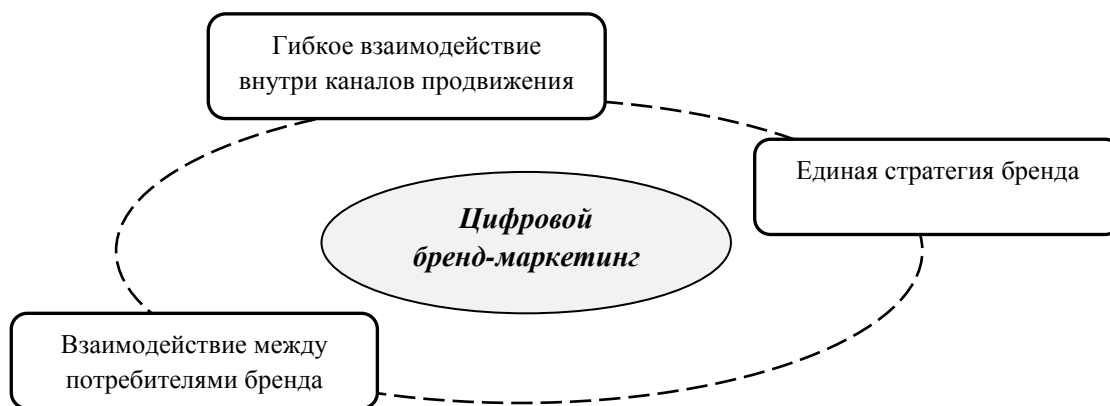 Гибкое взаимодействие
внутри каналов продвижения
Единая стратегия бренда
Цифровой
бренд-маркетинг
Взаимодействие между
потребителями бренда